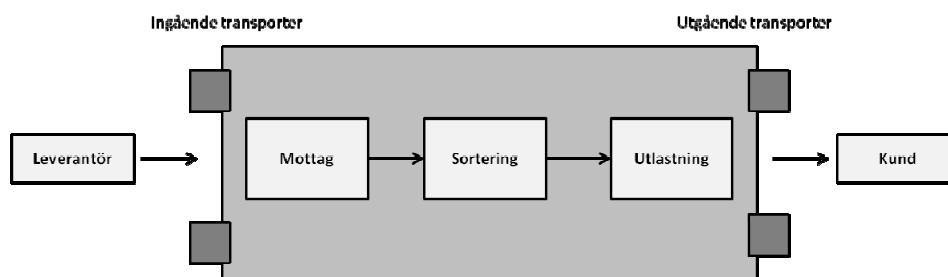 Ingående transporter
Utgående transporter
Leverantör
Mottag
Sortering
Utlastning
Kund